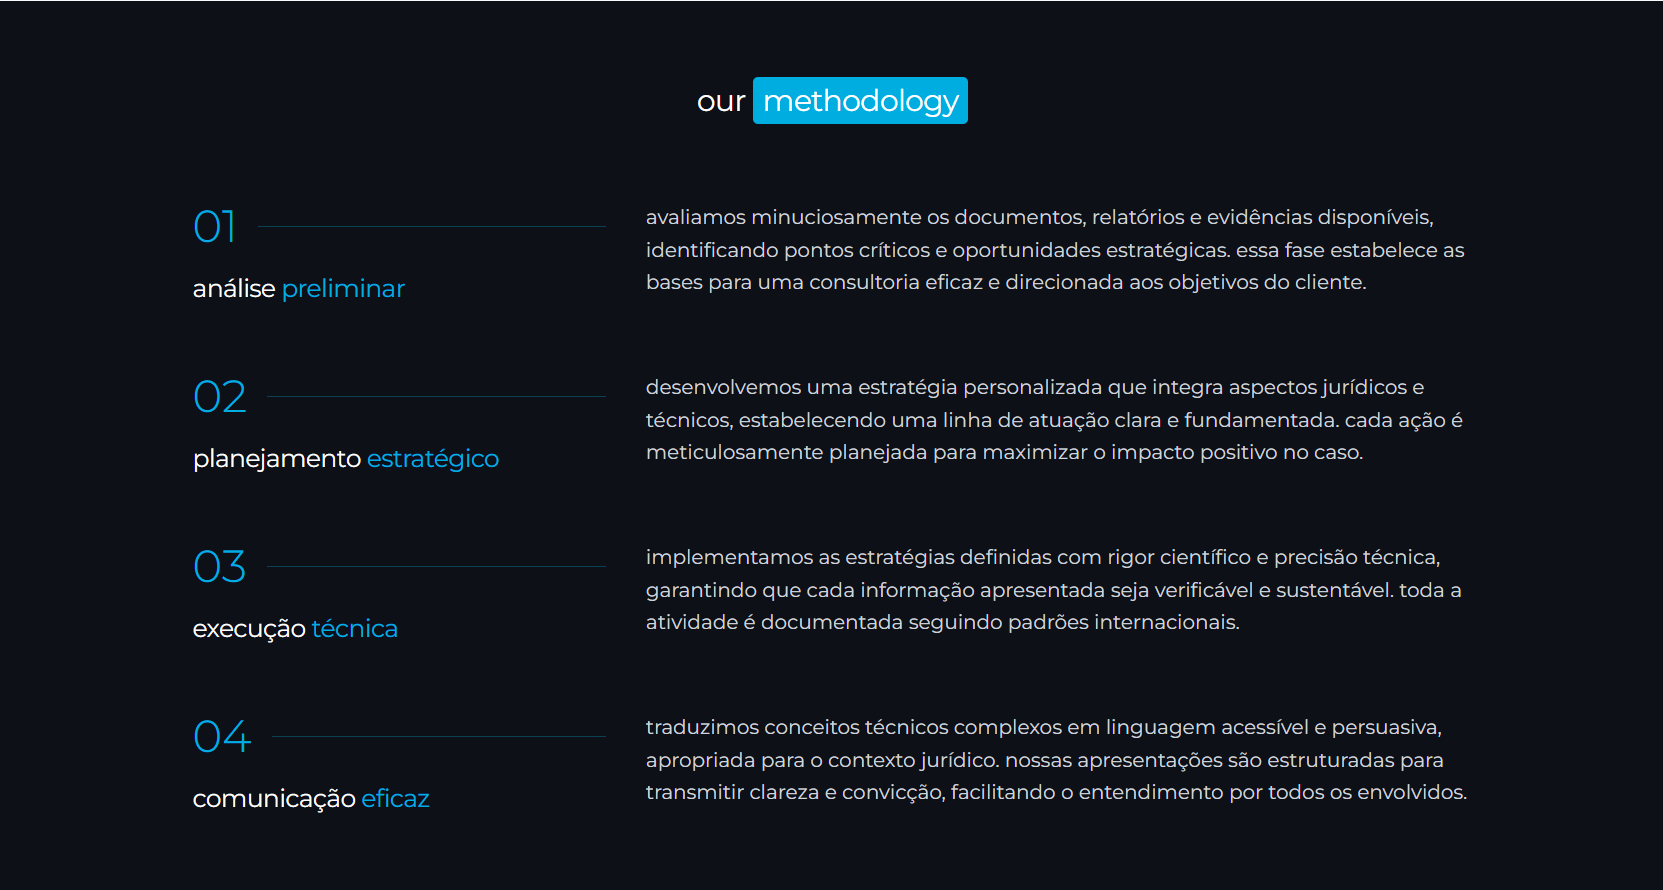 our methodology
01
análise preliminar
avaliamos minuciosamente os documentos, relatórios e evidências disponíveis,
identificando pontos críticos e oportunidades estratégicas. essa fase estabelece as
bases para uma consultoria eficaz e direcionada aos objetivos do cliente.
02
planejamento estratégico
desenvolvemos uma estratégia personalizada que integra aspectos jurídicos e
técnicos, estabelecendo uma linha de atuação clara e fundamentada. cada ação é
meticulosamente planejada para maximizar o impacto positivo no caso.
03
execução técnica
implementamos as estratégias definidas com rigor científico e precisão técnica,
garantindo que cada informação apresentada seja verificável e sustentável. toda a
atividade é documentada seguindo padrões internacionais.
04
comunicação eficaz
traduzimos conceitos técnicos complexos em linguagem acessível e persuasiva,
apropriada para o contexto jurídico. nossas apresentações são estruturadas para
transmitir clareza e convicção, facilitando o entendimento por todos os envolvidos.